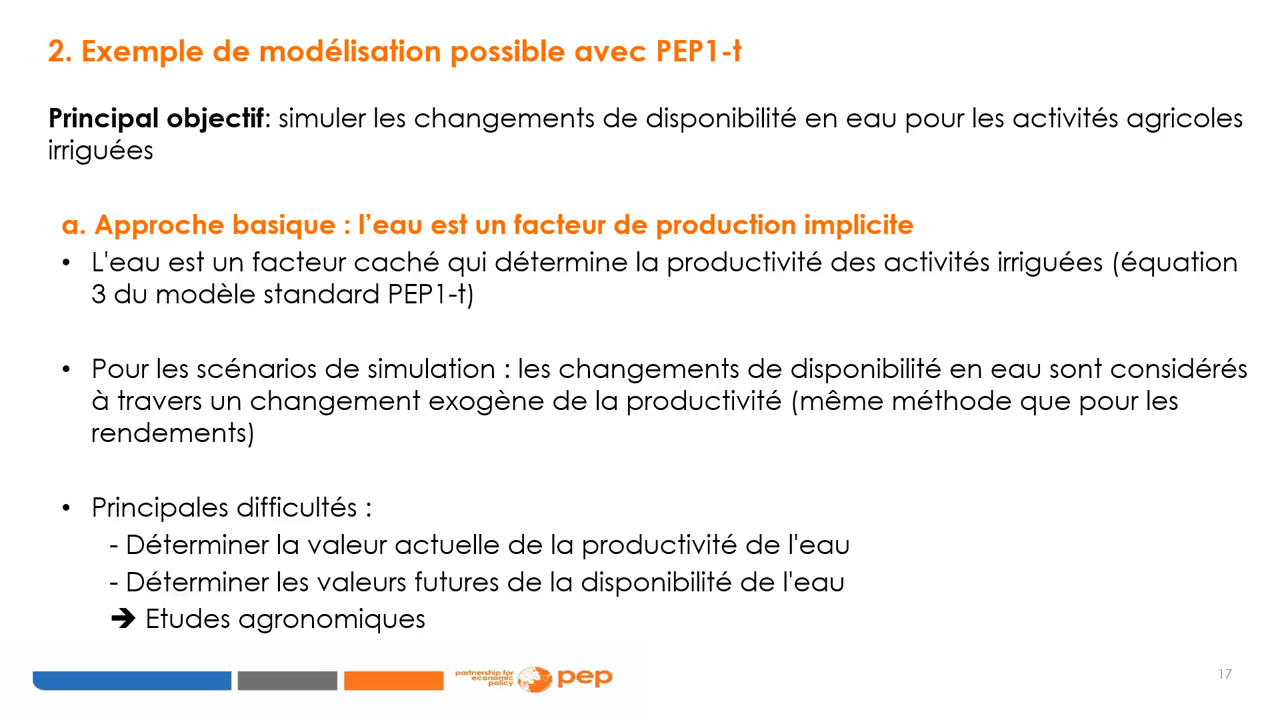 2. Exemple de modélisation possible avec PEP1-t
Principal objectif: simuler les changements de disponibilité en eau pour les activités agricoles
irriguées
a. Approche basique : l’eau est un facteur de production implicite
• L'eau est un facteur caché qui détermine la productivité des activités irriguées (équation
3 du modèle standard PEP1-t)
• Pour les scénarios de simulation : les changements de disponibilité en eau sont considérés
à travers un changement exogène de la productivité (même méthode que pour les
rendements)
• Principales difficultés :
- Déterminer la valeur actuelle de la productivité de l'eau
- Déterminer les valeurs futures de la disponibilité de l'eau
➔ Etudes agronomiques
partnership for
economic
policy
pep
17